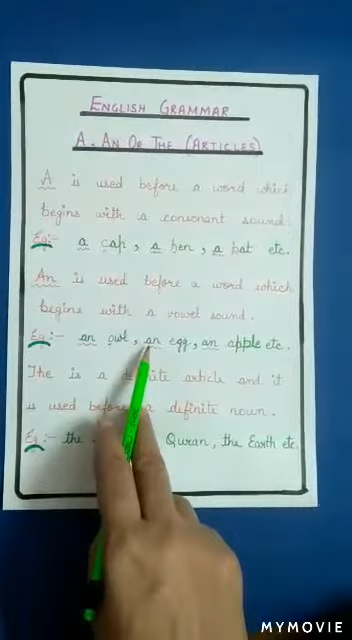 English Grammar
A, An Or The (Articles)
A is used before a word which
begins with a consonant sound.
Eg:- a cap, a hen, a bat etc.
An is used before a word which
begins with a vowel sound.
Eg:- an owl, an egg, an apple etc.
The is a definite article and it
is used before a definite noun.
Eg:- the Quran, the Earth etc.
MYMOVIE